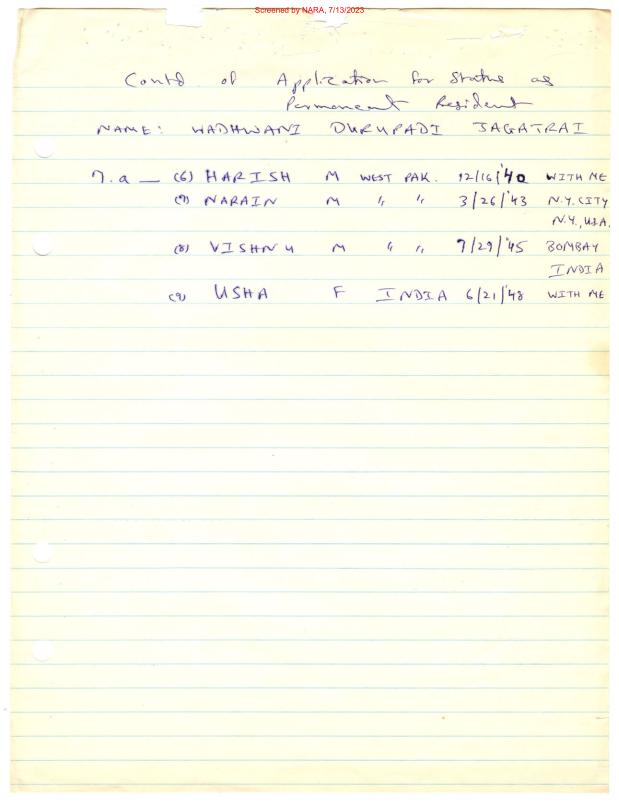 Screened by NARA, 7/13/2023
Contd of Application for Status as
Permanent Resident
NAME: WADHWANI DURUPADI JAGATRAI
7.a — (6) HARISH M WEST PAK. 12/16/'40 WITH ME
(7) NARAIN M " " 3/26/'43 N.Y. CITY
N.Y., USA.
(8) VISHNU M " " 7/29/'45 BOMBAY
INDIA
(9) USHA F INDIA 6/21/'48 WITH ME